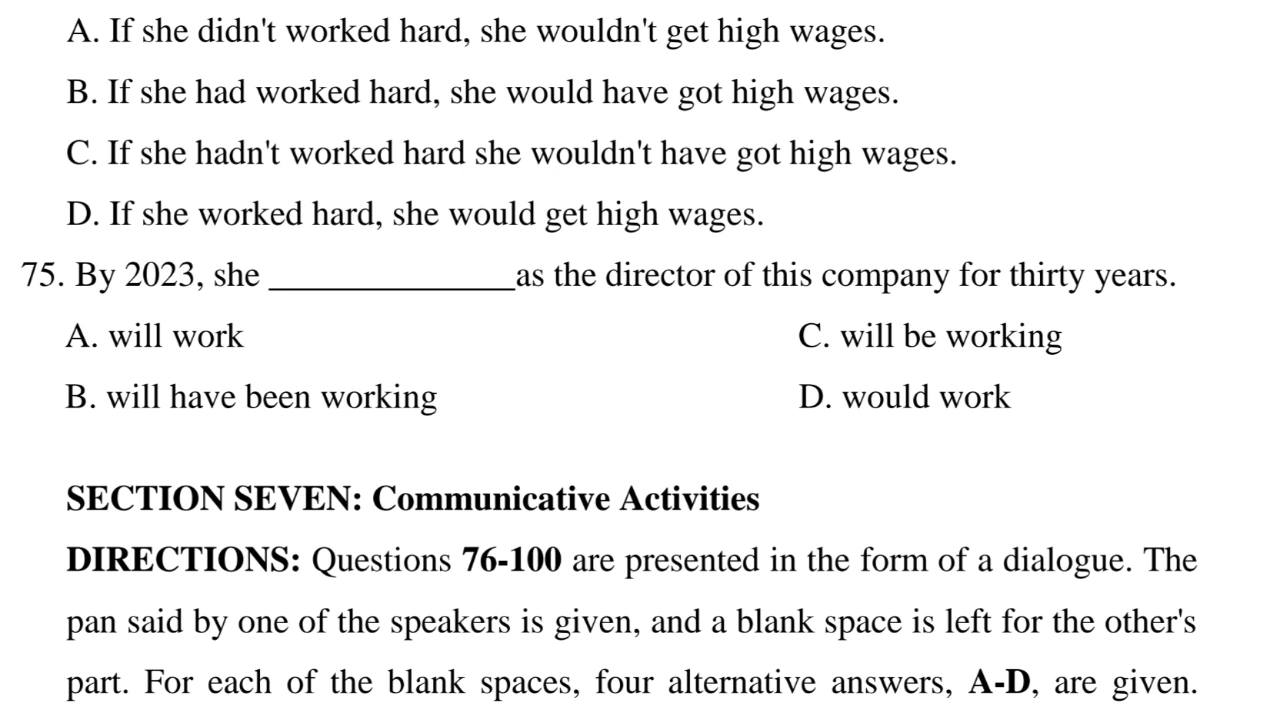 A. If she didn't worked hard, she wouldn't get high wages.
B. If she had worked hard, she would have got high wages.
C. If she hadn't worked hard she wouldn't have got high wages.
D. If she worked hard, she would get high wages.
75. By 2023, she ______________as the director of this company for thirty years.
A. will work C. will be working
B. will have been working D. would work
SECTION SEVEN: Communicative Activities
DIRECTIONS: Questions 76-100 are presented in the form of a dialogue. The
pan said by one of the speakers is given, and a blank space is left for the other's
part. For each of the blank spaces, four alternative answers, A-D, are given.